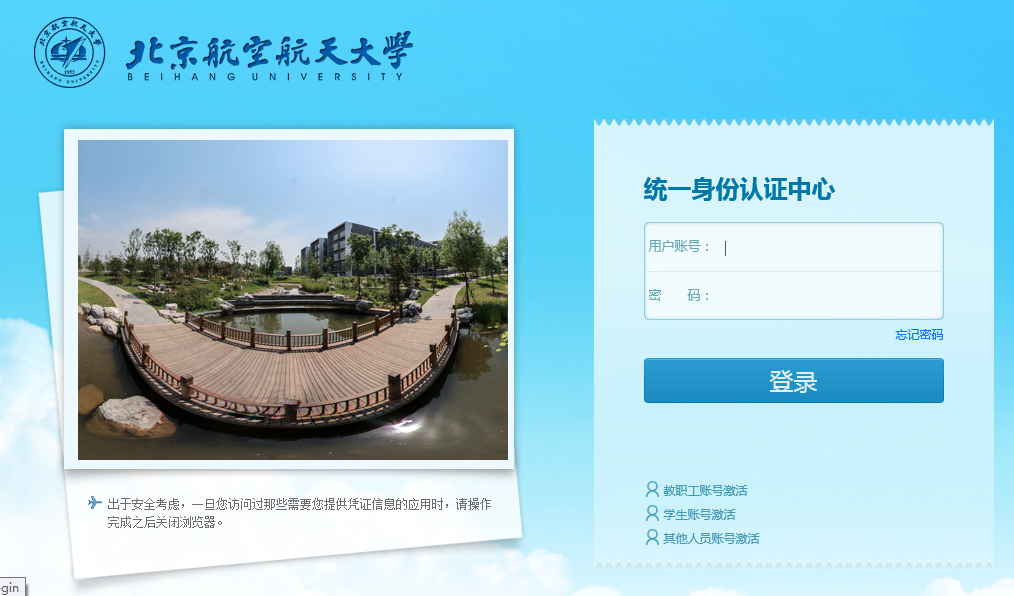 北京航空航天大學
BEIHANG UNIVERSITY
1952
统一身份认证中心
用户账号：
密　　码：
忘记密码
登录
出于安全考虑，一旦您访问过那些需要您提供凭证信息的应用时，请操作
完成之后关闭浏览器。
教职工账号激活
学生账号激活
其他人员账号激活
gin